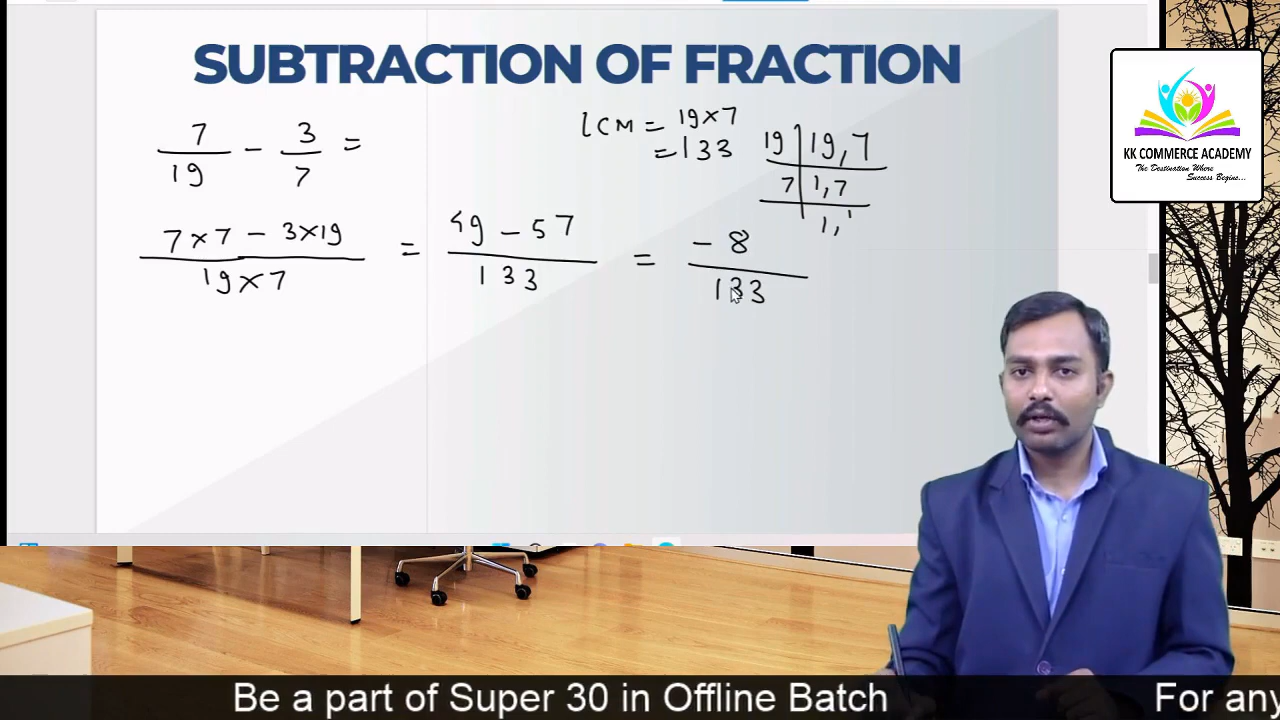 SUBTRACTION OF FRACTION
7/19 - 3/7 =
LCM = 19 × 7
= 133
19 | 19, 7
7 | 1, 7
1, 1
(7 × 7 - 3 × 19)/(19 × 7) = (49 - 57)/133 = -8/133
KK COMMERCE ACADEMY
The Destination Where
Success Begins...
Be a part of Super 30 in Offline Batch
For any